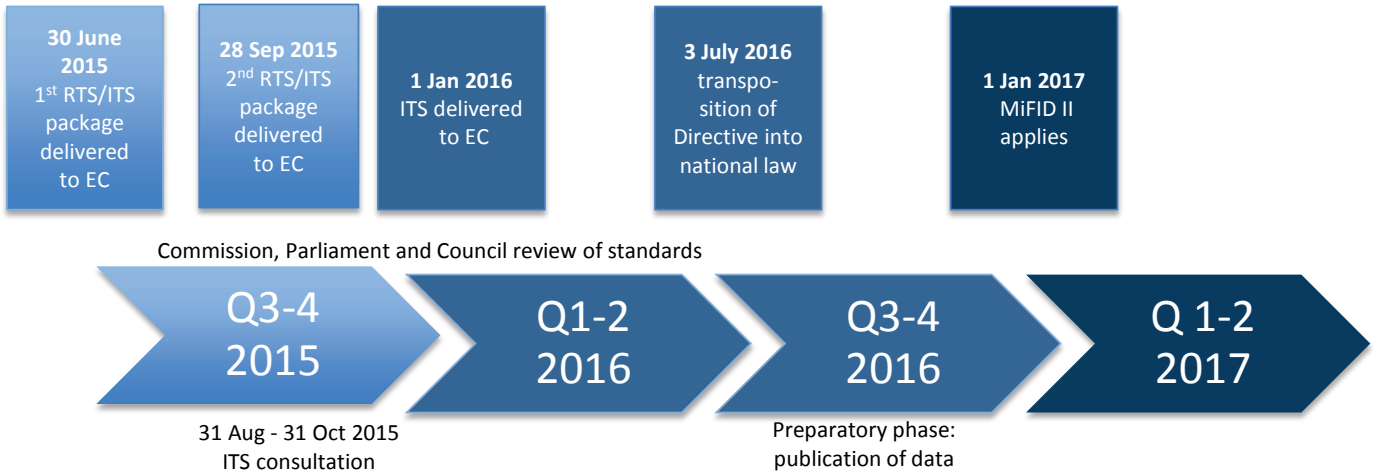 30 June
2015
1st RTS/ITS
package
delivered
to EC
28 Sep 2015
2nd RTS/ITS
package
delivered
to EC
1 Jan 2016
ITS delivered
to EC
3 July 2016
transpo-
sition of
Directive into
national law
1 Jan 2017
MiFID II
applies
Commission, Parliament and Council review of standards
Q3-4
2015
Q1-2
2016
Q3-4
2016
Q 1-2
2017
31 Aug - 31 Oct 2015
ITS consultation
Preparatory phase:
publication of data